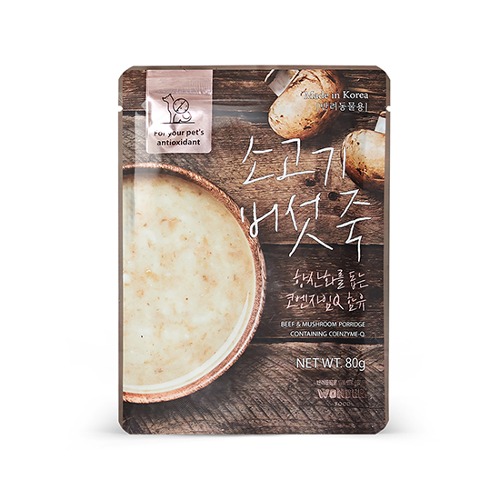 For your pet's
antioxidant
Made in Korea
반려동물용
소고기
버섯죽
항산화를 돕는
코엔자임Q 함유
BEEF & MUSHROOM PORRIDGE
CONTAINING COENZYME-Q
NET WT. 80g
WONDER
FOOD